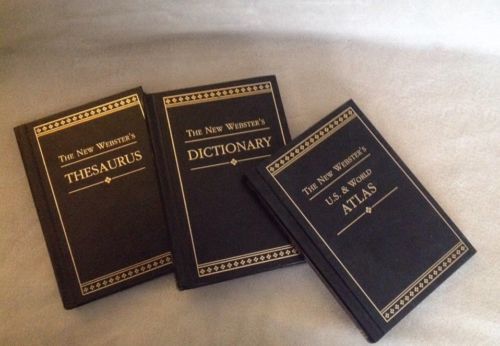 The New Webster's
THESAURUS
The New Webster's
DICTIONARY
The New Webster's
U.S. & World
ATLAS